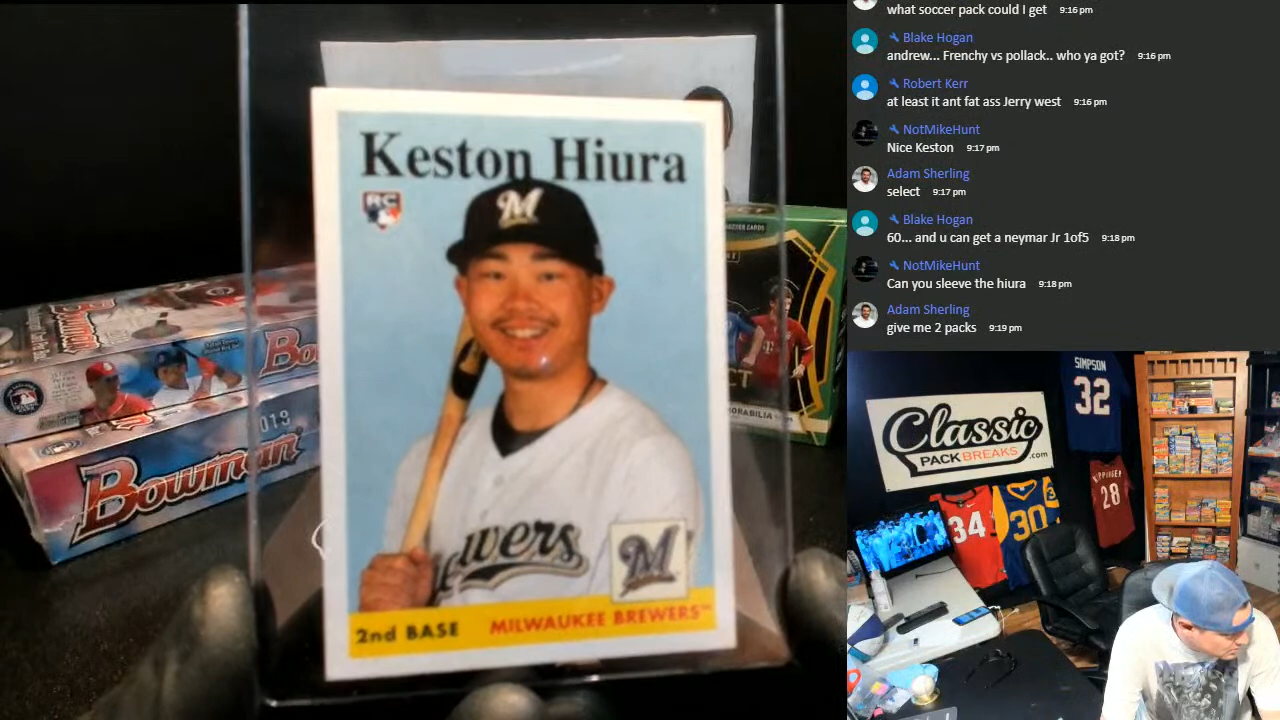 Keston Hiura
RC
M
Brewers
M
2nd BASE
MILWAUKEE BREWERS™
Bowman
Bowman
Bo
2019
what soccer pack could I get 9:16 pm
Blake Hogan
andrew... Frenchy vs pollack.. who ya got? 9:16 pm
Robert Kerr
at least it ant fat ass Jerry west 9:16 pm
NotMikeHunt
Nice Keston 9:17 pm
Adam Sherling
select 9:17 pm
Blake Hogan
60... and u can get a neymar Jr 1of5 9:18 pm
NotMikeHunt
Can you sleeve the hiura 9:18 pm
Adam Sherling
give me 2 packs 9:19 pm
Classic
PACK BREAKS .com
SIMPSON
32
34
30
28